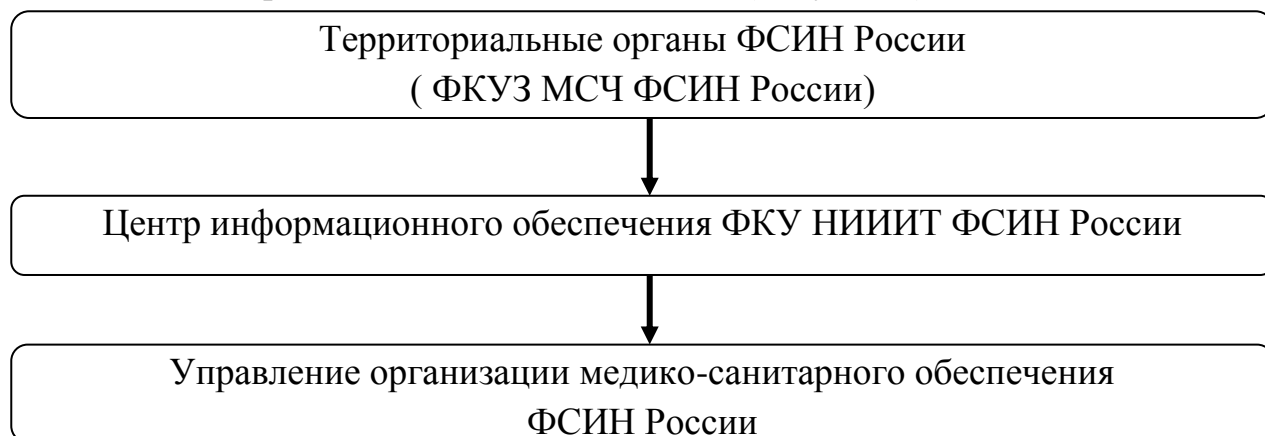 Территориальные органы ФСИН России
( ФКУЗ МСЧ ФСИН России)
Центр информационного обеспечения ФКУ НИИИТ ФСИН России
Управление организации медико-санитарного обеспечения
ФСИН России